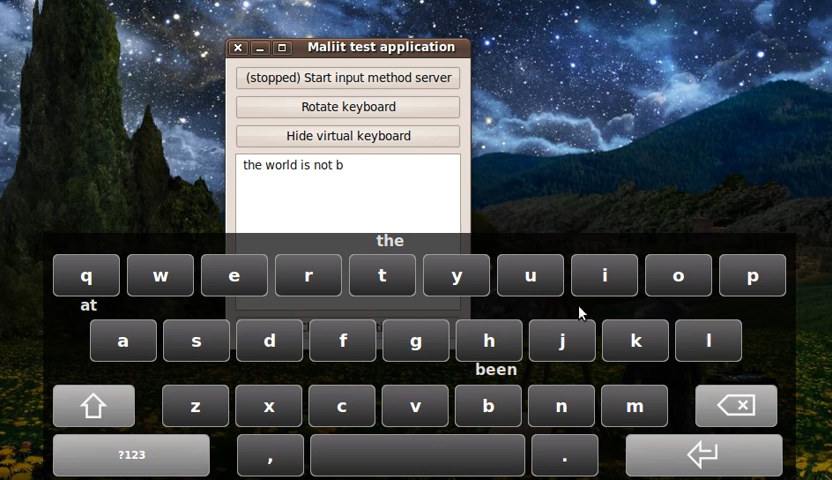 Maliit test application
(stopped) Start input method server
Rotate keyboard
Hide virtual keyboard
the world is not b
the
q w e r t y u i o p
at
a s d f g h j k l
been
z x c v b n m
?123 , .